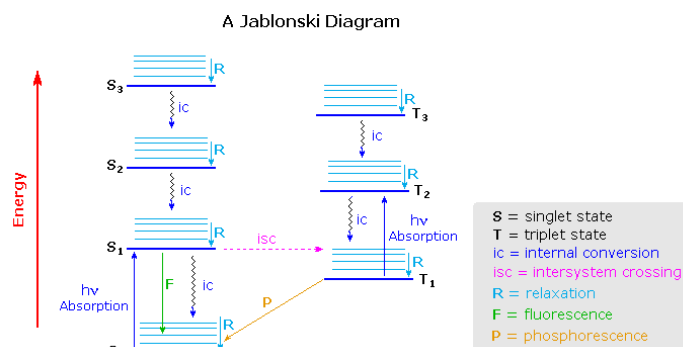 A Jablonski Diagram
Energy
S3
R
ic
S2
R
ic
S1
R
isc
hν
Absorption
F
ic
R
P
T3
R
ic
T2
R
ic
hν
Absorption
R
T1
S = singlet state
T = triplet state
ic = internal conversion
isc = intersystem crossing
R = relaxation
F = fluorescence
P = phosphorescence